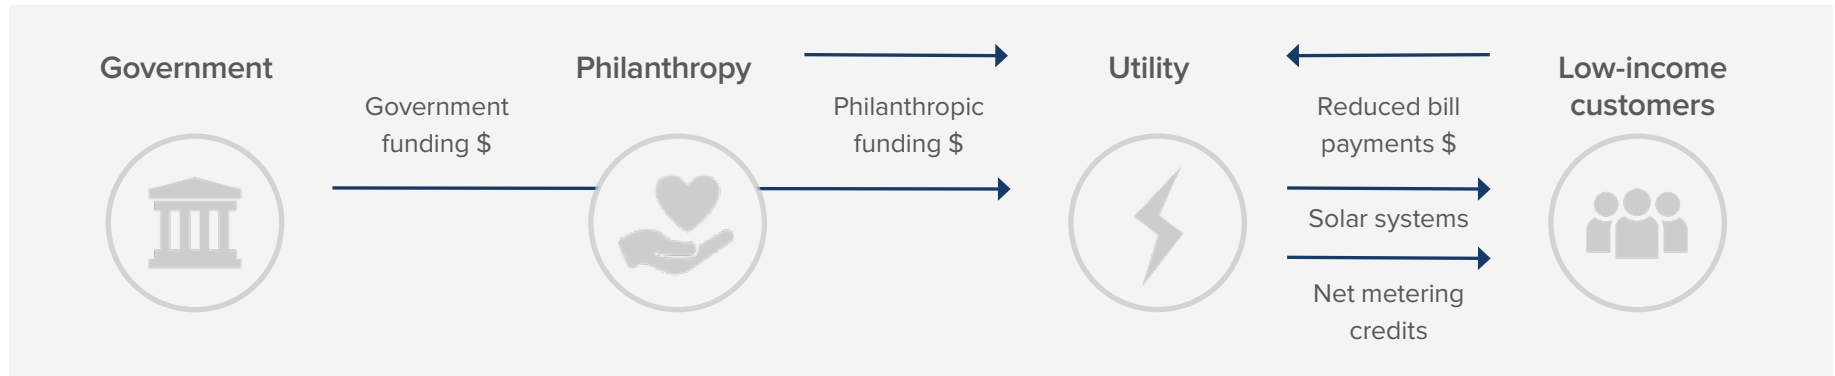 Government
Government
funding $
Philanthropy
Philanthropic
funding $
Utility
Reduced bill
payments $
Solar systems
Net metering
credits
Low-income
customers